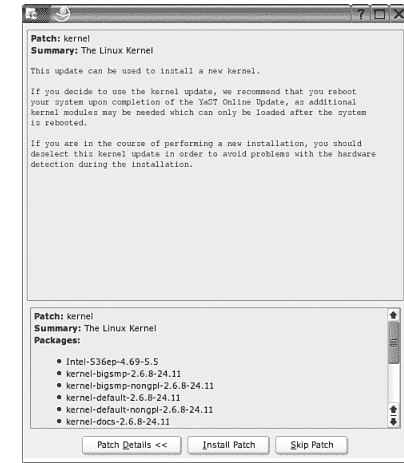 Patch: kernel
Summary: The Linux Kernel
This update can be used to install a new kernel.
If you decide to use the kernel update, we recommend that you reboot
your system upon completion of the YaST Online Update, as additional
kernel modules may be needed which can only be loaded after the system
is rebooted.
If you are in the course of performing a new installation, you should
deselect this kernel update in order to avoid problems with the hardware
detection during the installation.
Patch: kernel
Summary: The Linux Kernel
Packages:
• Intel-536ep-4.69-5.5
• kernel-bigsmp-2.6.8-24.11
• kernel-bigsmp-nongpl-2.6.8-24.11
• kernel-default-2.6.8-24.11
• kernel-default-nongpl-2.6.8-24.11
• kernel-docs-2.6.8-24.11
Patch Details << Install Patch Skip Patch